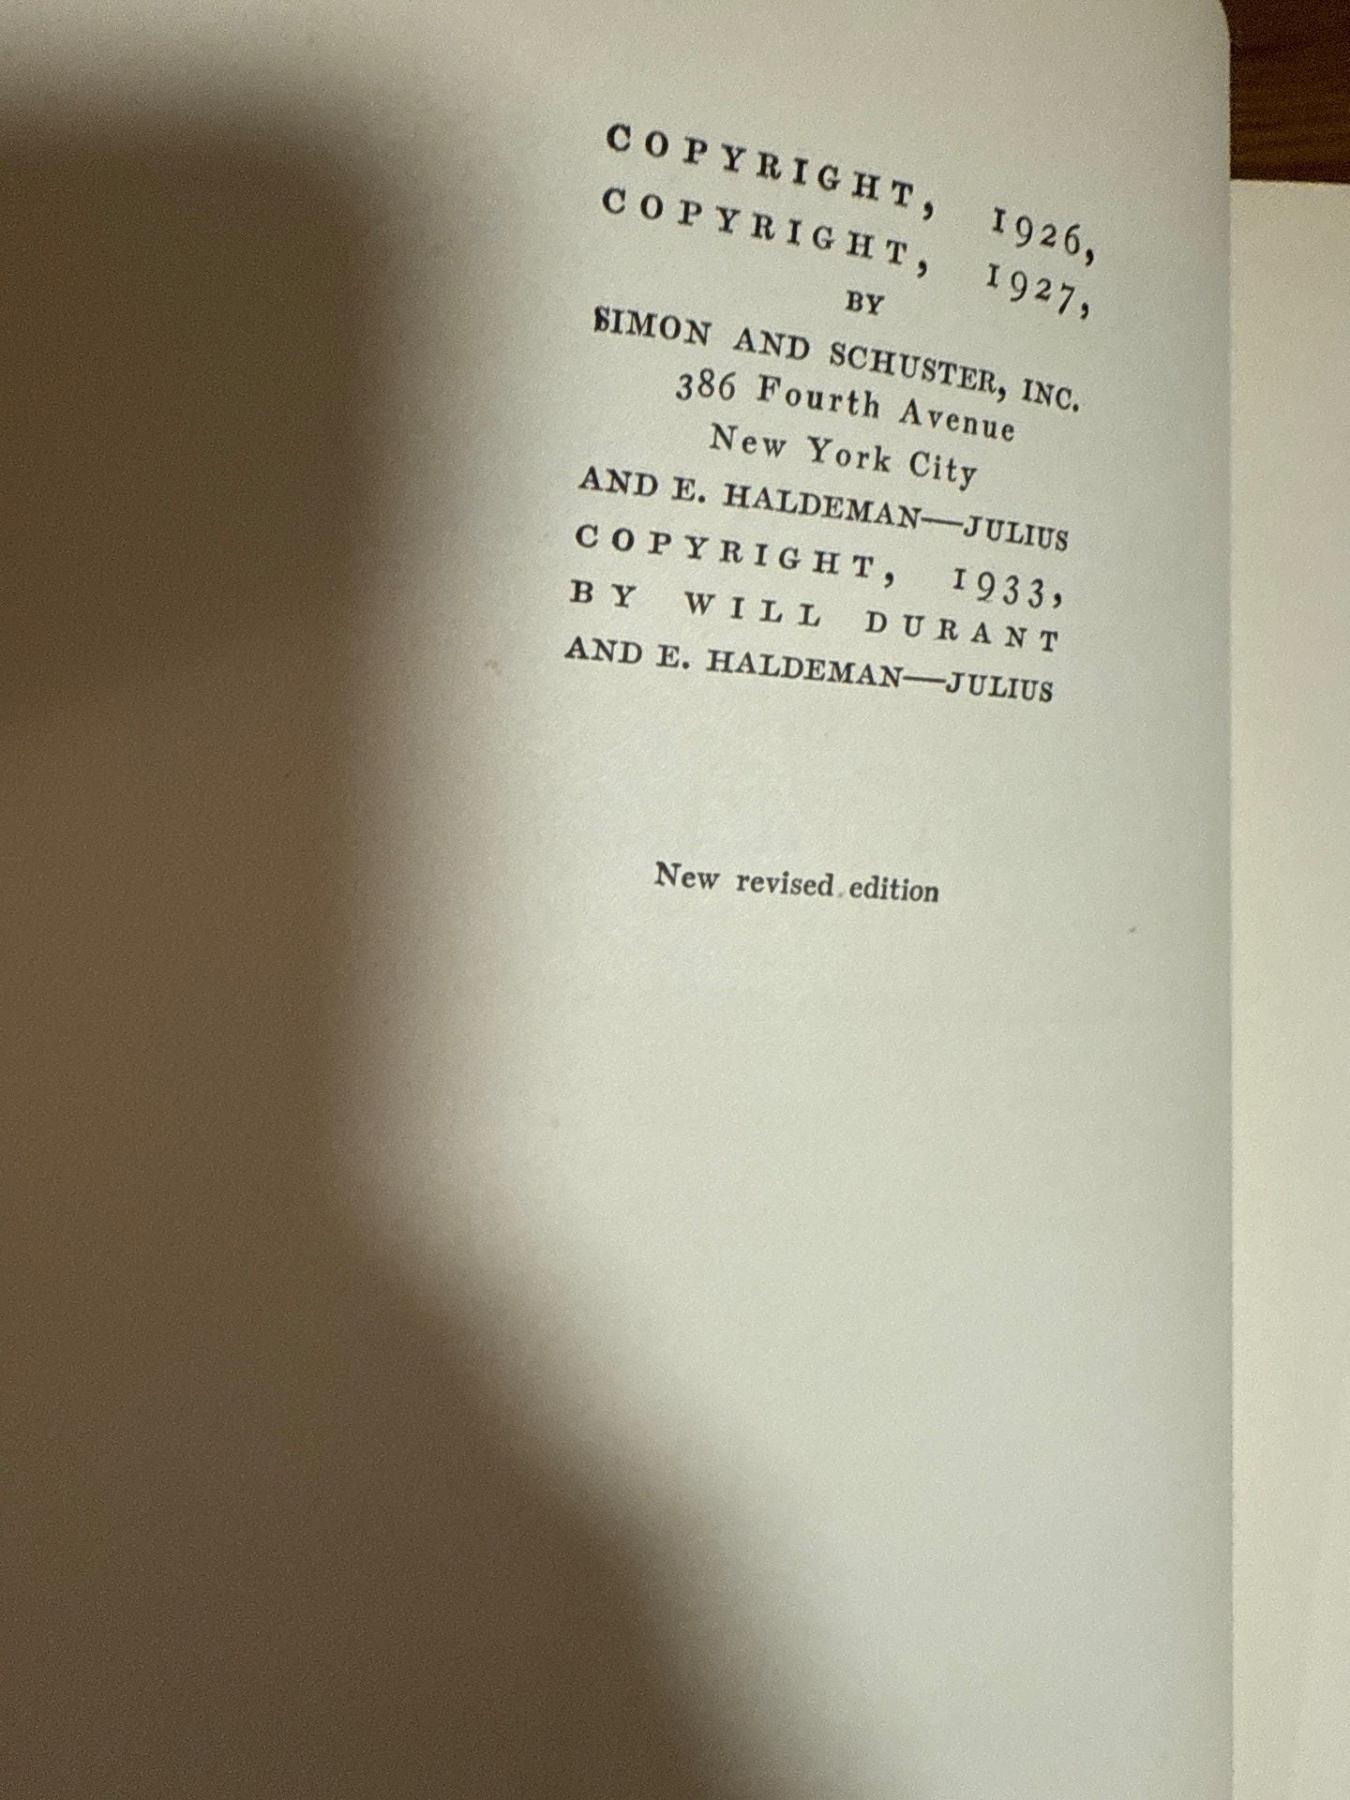 COPYRIGHT, 1926,
COPYRIGHT, 1927,
BY
SIMON AND SCHUSTER, INC.
386 Fourth Avenue
New York City
AND E. HALDEMAN—JULIUS
COPYRIGHT, 1933,
BY WILL DURANT
AND E. HALDEMAN—JULIUS
New revised edition